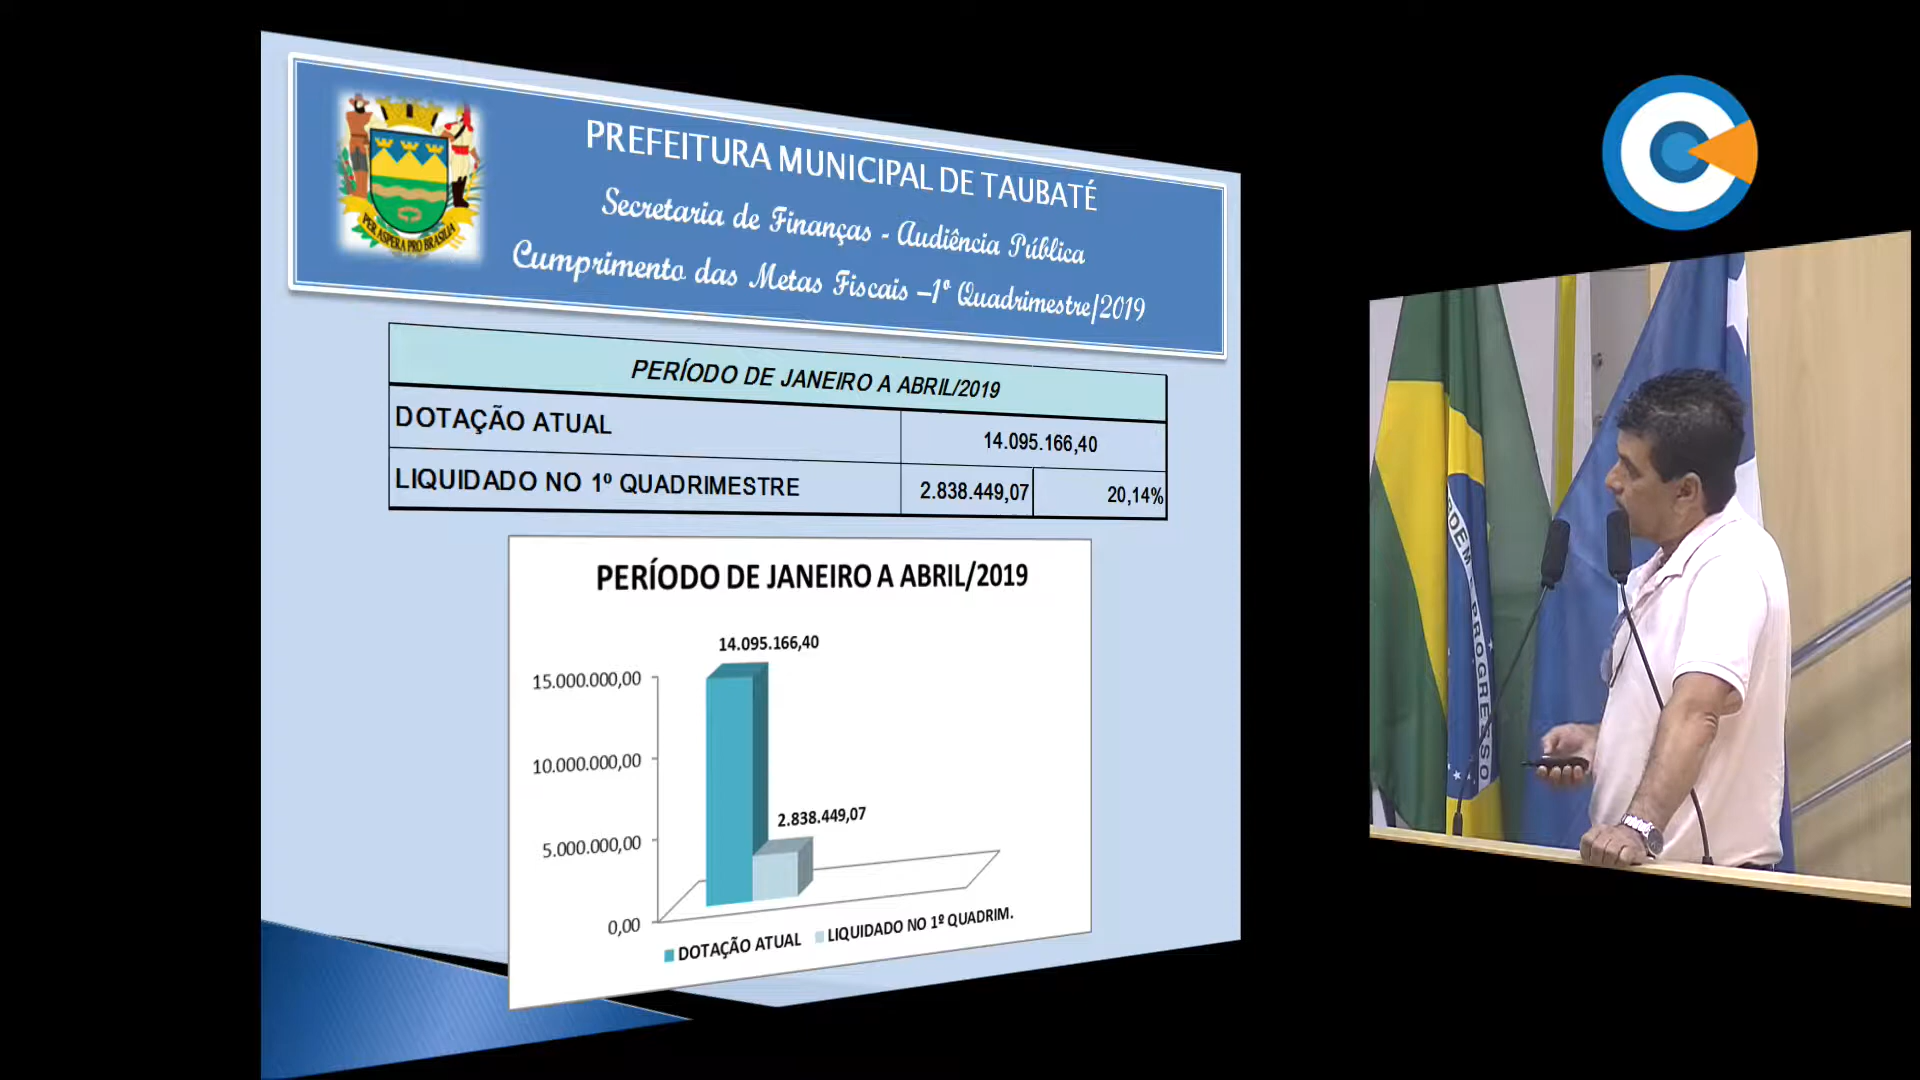 PREFEITURA MUNICIPAL DE TAUBATÉ
Secretaria de Finanças - Audiência Pública
Cumprimento das Metas Fiscais –1º Quadrimestre/2019
PER ASPERA PRO BRASILIA
PERÍODO DE JANEIRO A ABRIL/2019
DOTAÇÃO ATUAL 14.095.166,40
LIQUIDADO NO 1º QUADRIMESTRE 2.838.449,07 20,14%
PERÍODO DE JANEIRO A ABRIL/2019
14.095.166,40
15.000.000,00
10.000.000,00
2.838.449,07
5.000.000,00
0,00
DOTAÇÃO ATUAL LIQUIDADO NO 1º QUADRIM.
RDEM E PROGRESSO